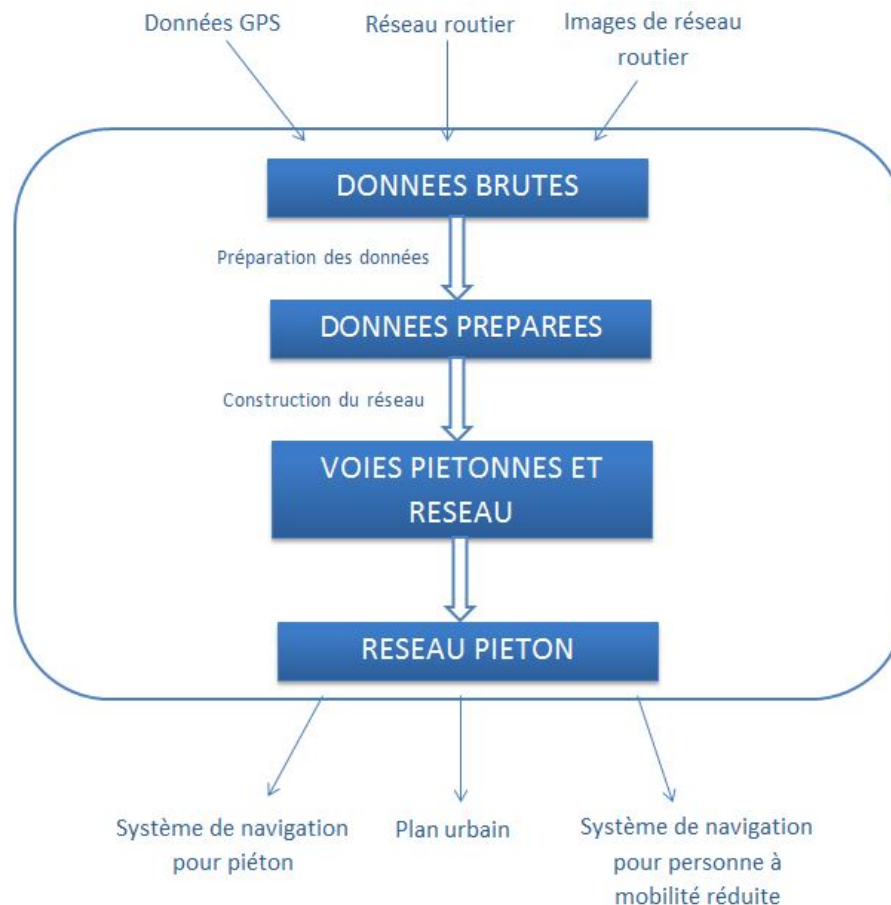 Données GPS
Réseau routier
Images de réseau
routier
DONNEES BRUTES
Préparation des données
DONNEES PREPAREES
Construction du réseau
VOIES PIETONNES ET
RESEAU
RESEAU PIETON
Système de navigation
pour piéton
Plan urbain
Système de navigation
pour personne à
mobilité réduite